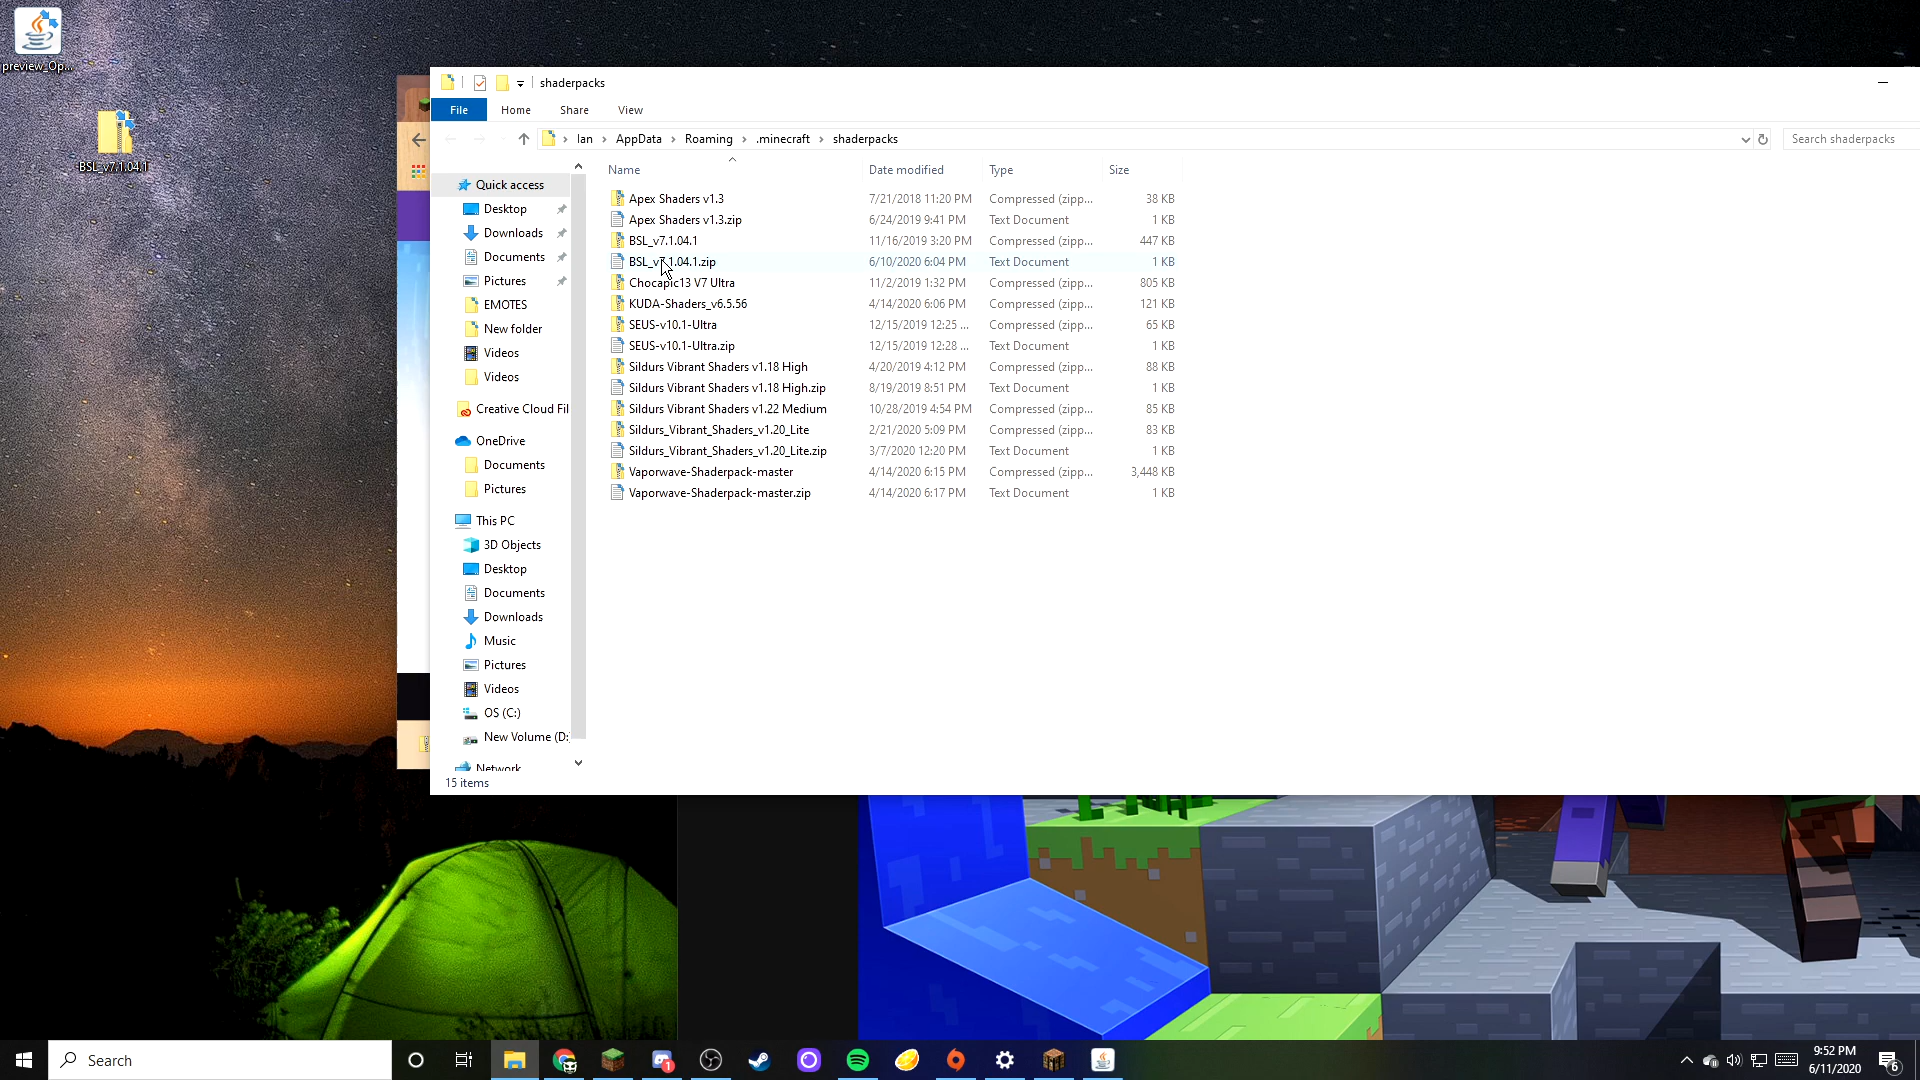 preview_Op...
BSL_v7.1.04.1
shaderpacks
File Home Share View
Ian AppData Roaming .minecraft shaderpacks
Search shaderpacks
Name Date modified Type Size
Quick access
Desktop
Downloads
Documents
Pictures
EMOTES
New folder
Videos
Videos
Creative Cloud Fil
OneDrive
Documents
Pictures
This PC
3D Objects
Desktop
Documents
Downloads
Music
Pictures
Videos
OS (C:)
New Volume (D:
Network
Apex Shaders v1.3 7/21/2018 11:20 PM Compressed (zipp... 38 KB
Apex Shaders v1.3.zip 6/24/2019 9:41 PM Text Document 1 KB
BSL_v7.1.04.1 11/16/2019 3:20 PM Compressed (zipp... 447 KB
BSL_v7.1.04.1.zip 6/10/2020 6:04 PM Text Document 1 KB
Chocapic13 V7 Ultra 11/2/2019 1:32 PM Compressed (zipp... 805 KB
KUDA-Shaders_v6.5.56 4/14/2020 6:06 PM Compressed (zipp... 121 KB
SEUS-v10.1-Ultra 12/15/2019 12:25 ... Compressed (zipp... 65 KB
SEUS-v10.1-Ultra.zip 12/15/2019 12:28 ... Text Document 1 KB
Sildurs Vibrant Shaders v1.18 High 4/20/2019 4:12 PM Compressed (zipp... 88 KB
Sildurs Vibrant Shaders v1.18 High.zip 8/19/2019 8:51 PM Text Document 1 KB
Sildurs Vibrant Shaders v1.22 Medium 10/28/2019 4:54 PM Compressed (zipp... 85 KB
Sildurs_Vibrant_Shaders_v1.20_Lite 2/21/2020 5:09 PM Compressed (zipp... 83 KB
Sildurs_Vibrant_Shaders_v1.20_Lite.zip 3/7/2020 12:20 PM Text Document 1 KB
Vaporwave-Shaderpack-master 4/14/2020 6:15 PM Compressed (zipp... 3,448 KB
Vaporwave-Shaderpack-master.zip 4/14/2020 6:17 PM Text Document 1 KB
15 items
Search
1
9:52 PM
6/11/2020
6